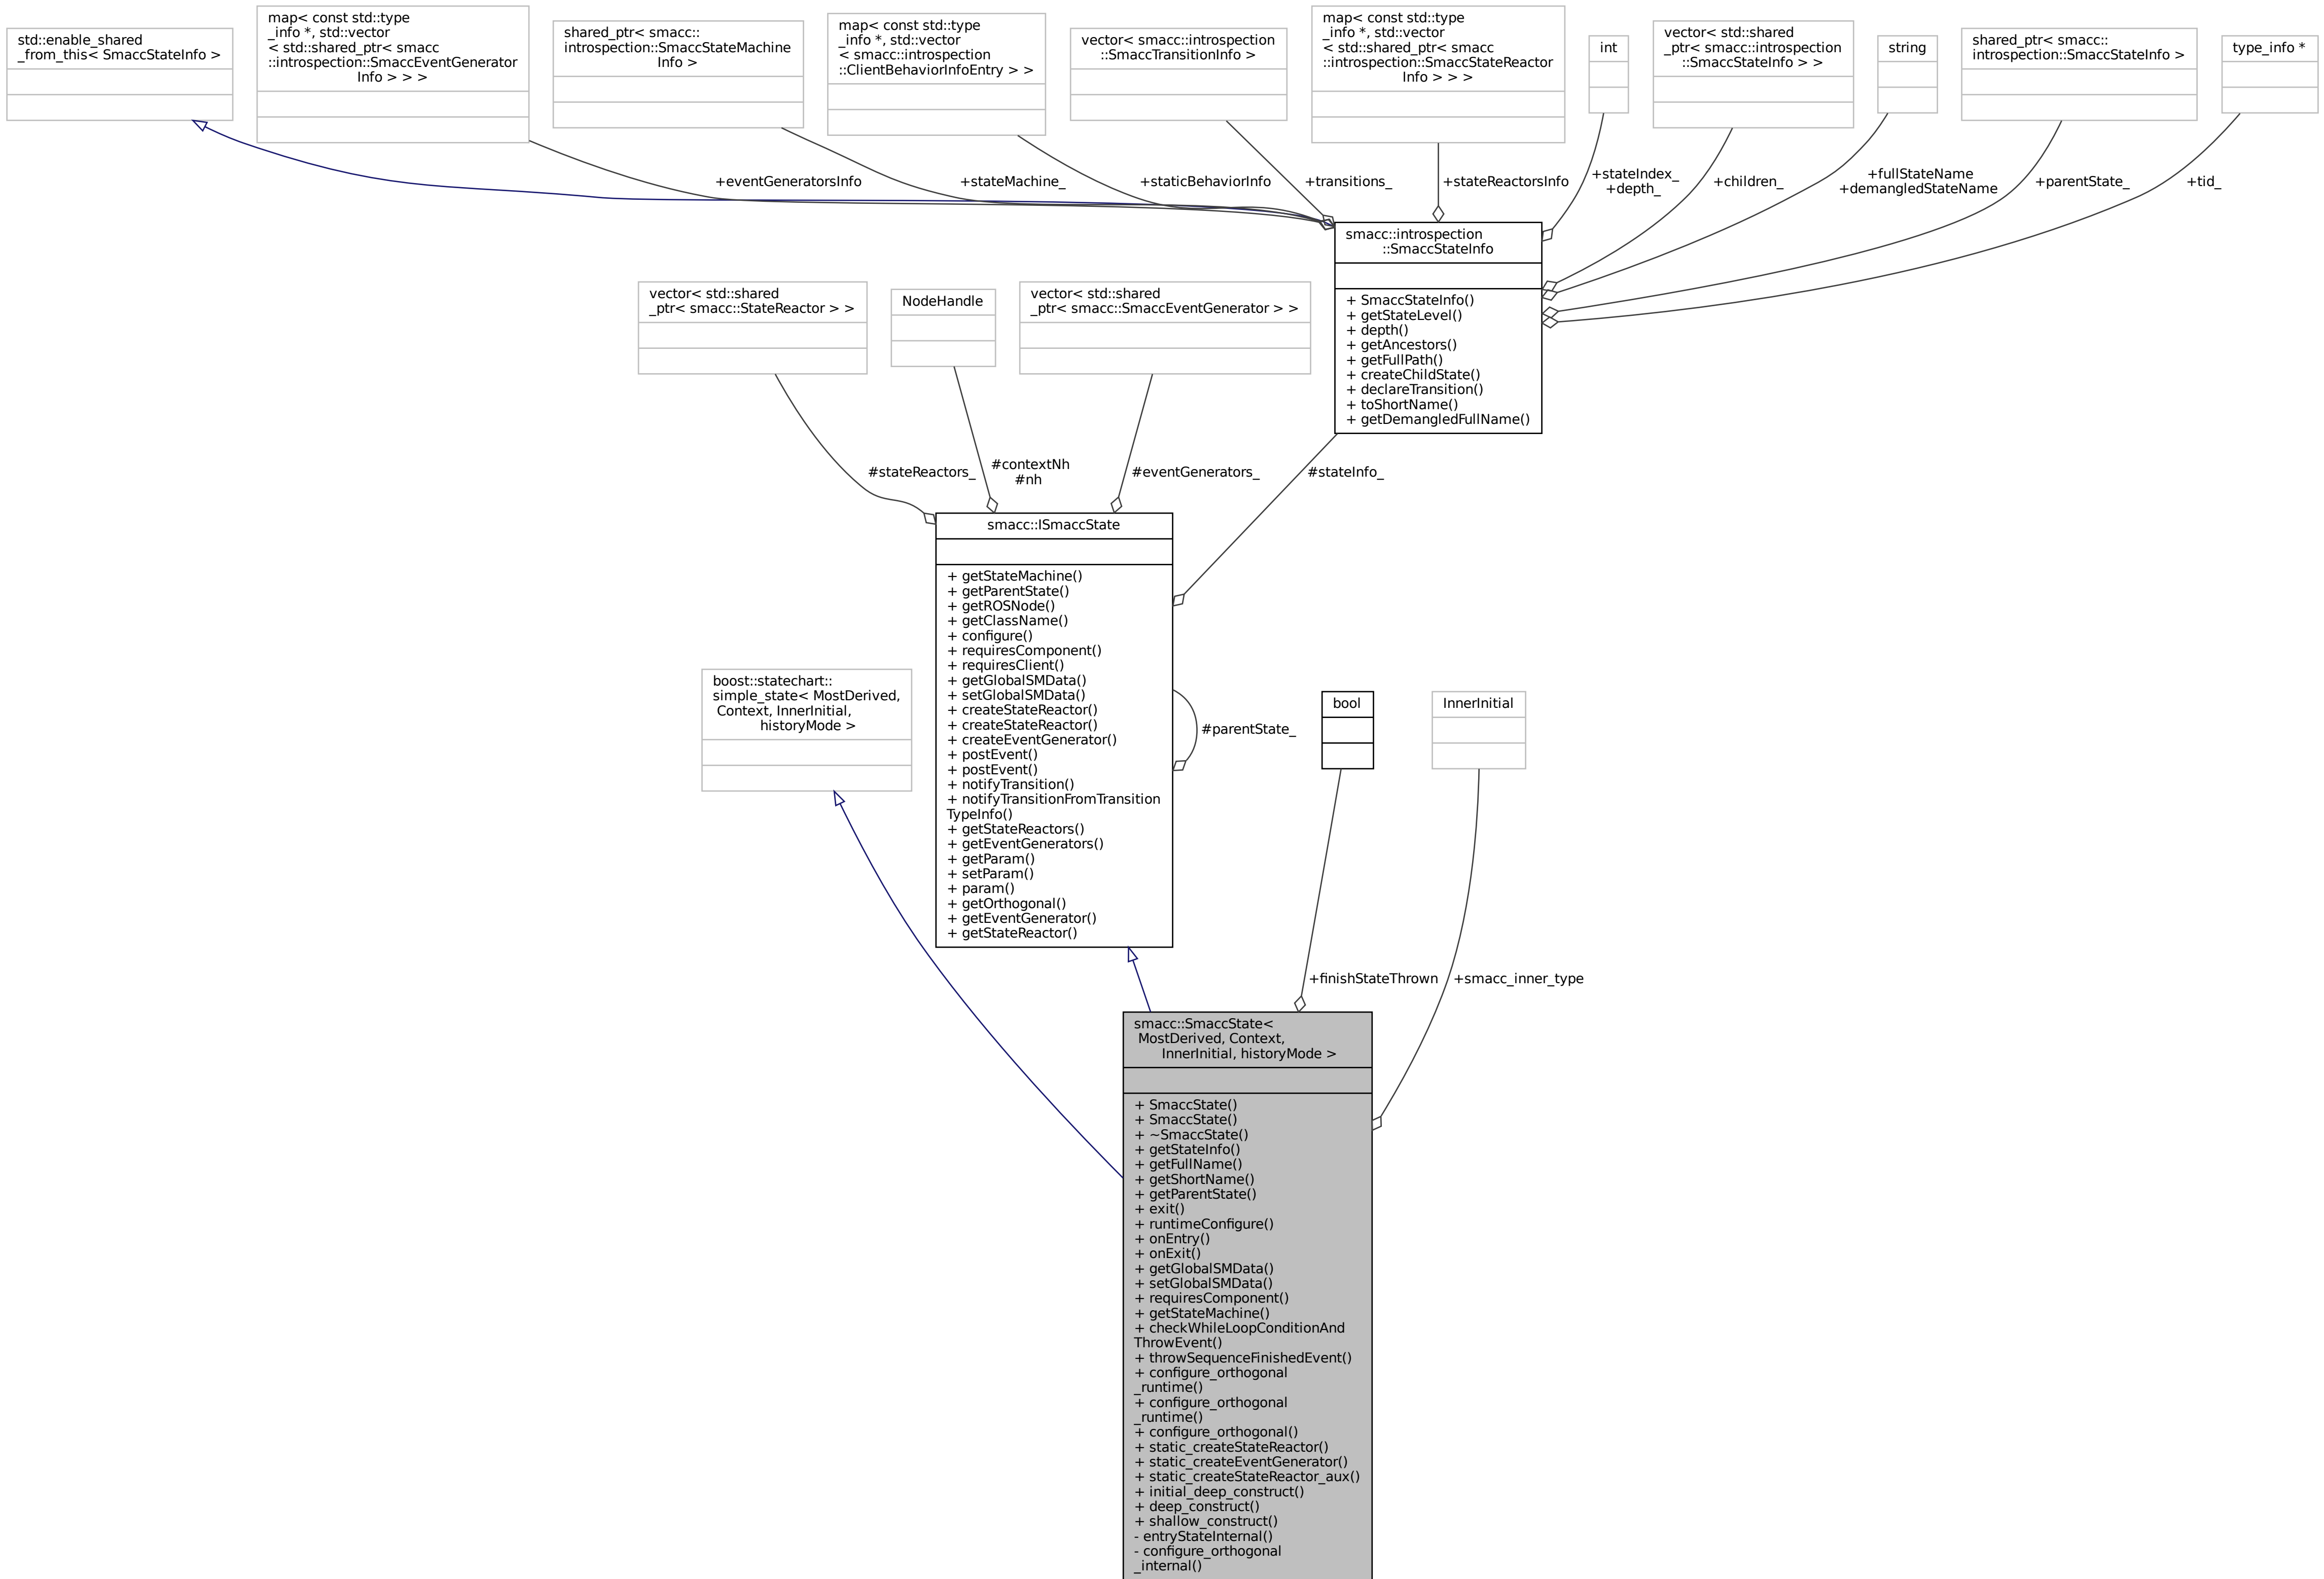 std::enable_shared
_from_this< SmaccStateInfo >
map< const std::type
_info *, std::vector
< std::shared_ptr< smacc
::introspection::SmaccEventGenerator
Info > > >
shared_ptr< smacc::
introspection::SmaccStateMachine
Info >
map< const std::type
_info *, std::vector
< smacc::introspection
::ClientBehaviorInfoEntry > >
vector< smacc::introspection
::SmaccTransitionInfo >
map< const std::type
_info *, std::vector
< std::shared_ptr< smacc
::introspection::SmaccStateReactor
Info > > >
int
vector< std::shared
_ptr< smacc::introspection
::SmaccStateInfo > >
string
shared_ptr< smacc::
introspection::SmaccStateInfo >
type_info *
+eventGeneratorsInfo
+stateMachine_
+staticBehaviorInfo
+transitions_
+stateReactorsInfo
+stateIndex_
+depth_
+children_
+fullStateName
+demangledStateName
+parentState_
+tid_
smacc::introspection
::SmaccStateInfo
+ SmaccStateInfo()
+ getStateLevel()
+ depth()
+ getAncestors()
+ getFullPath()
+ createChildState()
+ declareTransition()
+ toShortName()
+ getDemangledFullName()
vector< std::shared
_ptr< smacc::StateReactor > >
NodeHandle
vector< std::shared
_ptr< smacc::SmaccEventGenerator > >
#stateReactors_
#contextNh
#nh
#eventGenerators_
#stateInfo_
smacc::ISmaccState
+ getStateMachine()
+ getParentState()
+ getROSNode()
+ getClassName()
+ configure()
+ requiresComponent()
+ requiresClient()
+ getGlobalSMData()
+ setGlobalSMData()
+ createStateReactor()
+ createStateReactor()
+ createEventGenerator()
+ postEvent()
+ postEvent()
+ notifyTransition()
+ notifyTransitionFromTransition
TypeInfo()
+ getStateReactors()
+ getEventGenerators()
+ getParam()
+ setParam()
+ param()
+ getOrthogonal()
+ getEventGenerator()
+ getStateReactor()
#parentState_
boost::statechart::
simple_state< MostDerived,
Context, InnerInitial,
historyMode >
bool
InnerInitial
+finishStateThrown
+smacc_inner_type
smacc::SmaccState<
MostDerived, Context,
InnerInitial, historyMode >
+ SmaccState()
+ SmaccState()
+ ~SmaccState()
+ getStateInfo()
+ getFullName()
+ getShortName()
+ getParentState()
+ exit()
+ runtimeConfigure()
+ onEntry()
+ onExit()
+ getGlobalSMData()
+ setGlobalSMData()
+ requiresComponent()
+ getStateMachine()
+ checkWhileLoopConditionAnd
ThrowEvent()
+ throwSequenceFinishedEvent()
+ configure_orthogonal
_runtime()
+ configure_orthogonal
_runtime()
+ configure_orthogonal()
+ static_createStateReactor()
+ static_createEventGenerator()
+ static_createStateReactor_aux()
+ initial_deep_construct()
+ deep_construct()
+ shallow_construct()
- entryStateInternal()
- configure_orthogonal
_internal()